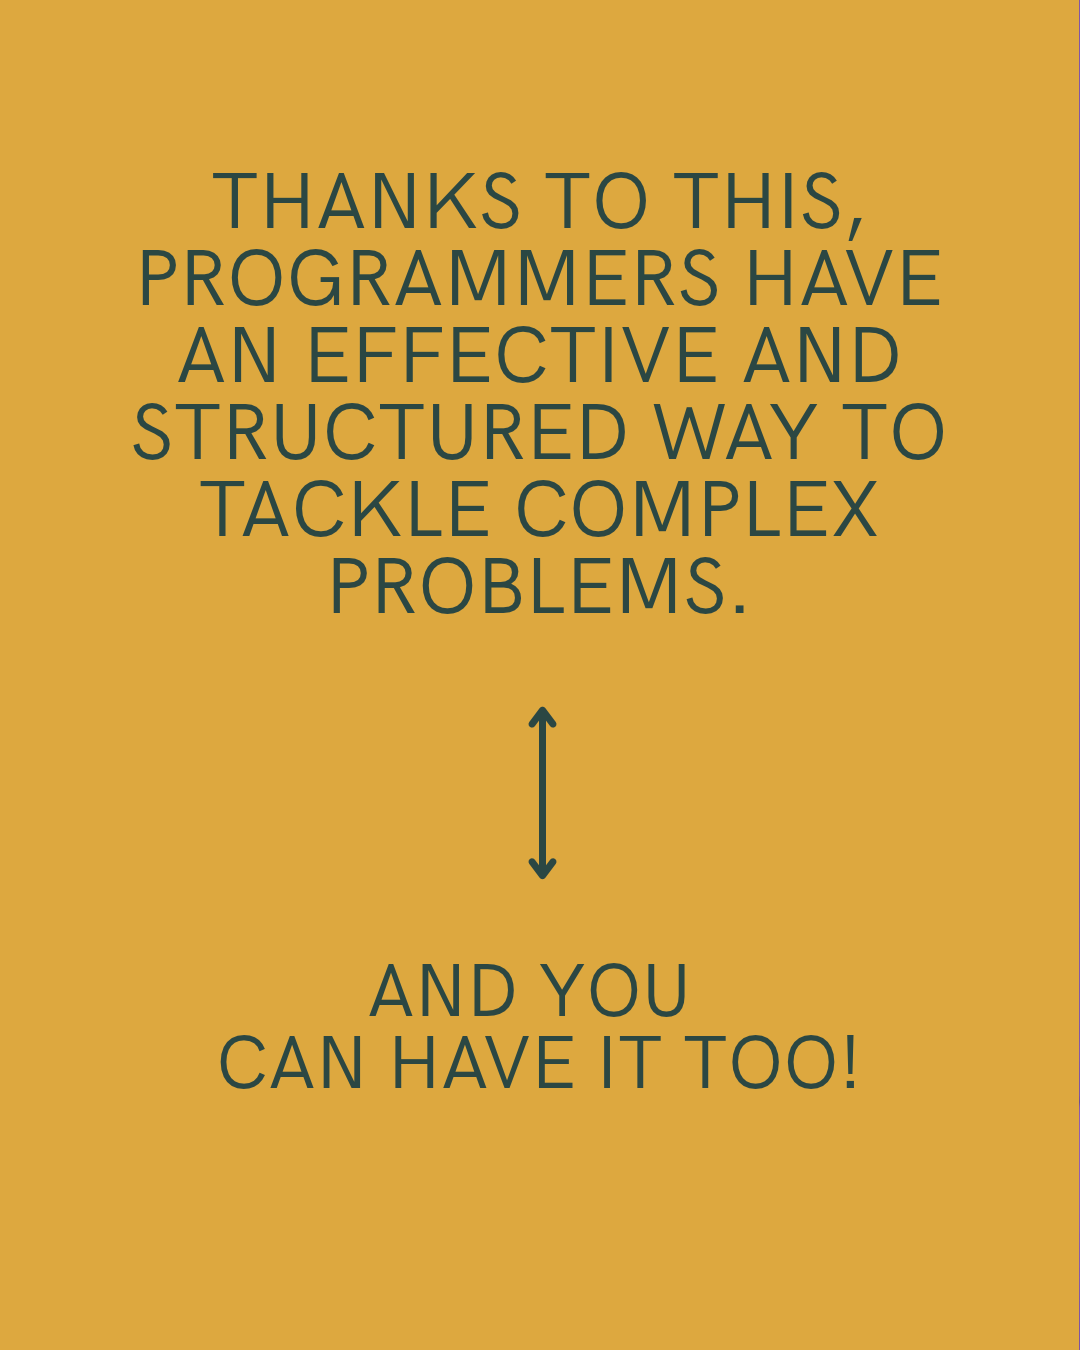 THANKS TO THIS,
PROGRAMMERS HAVE
AN EFFECTIVE AND
STRUCTURED WAY TO
TACKLE COMPLEX
PROBLEMS.
AND YOU
CAN HAVE IT TOO!